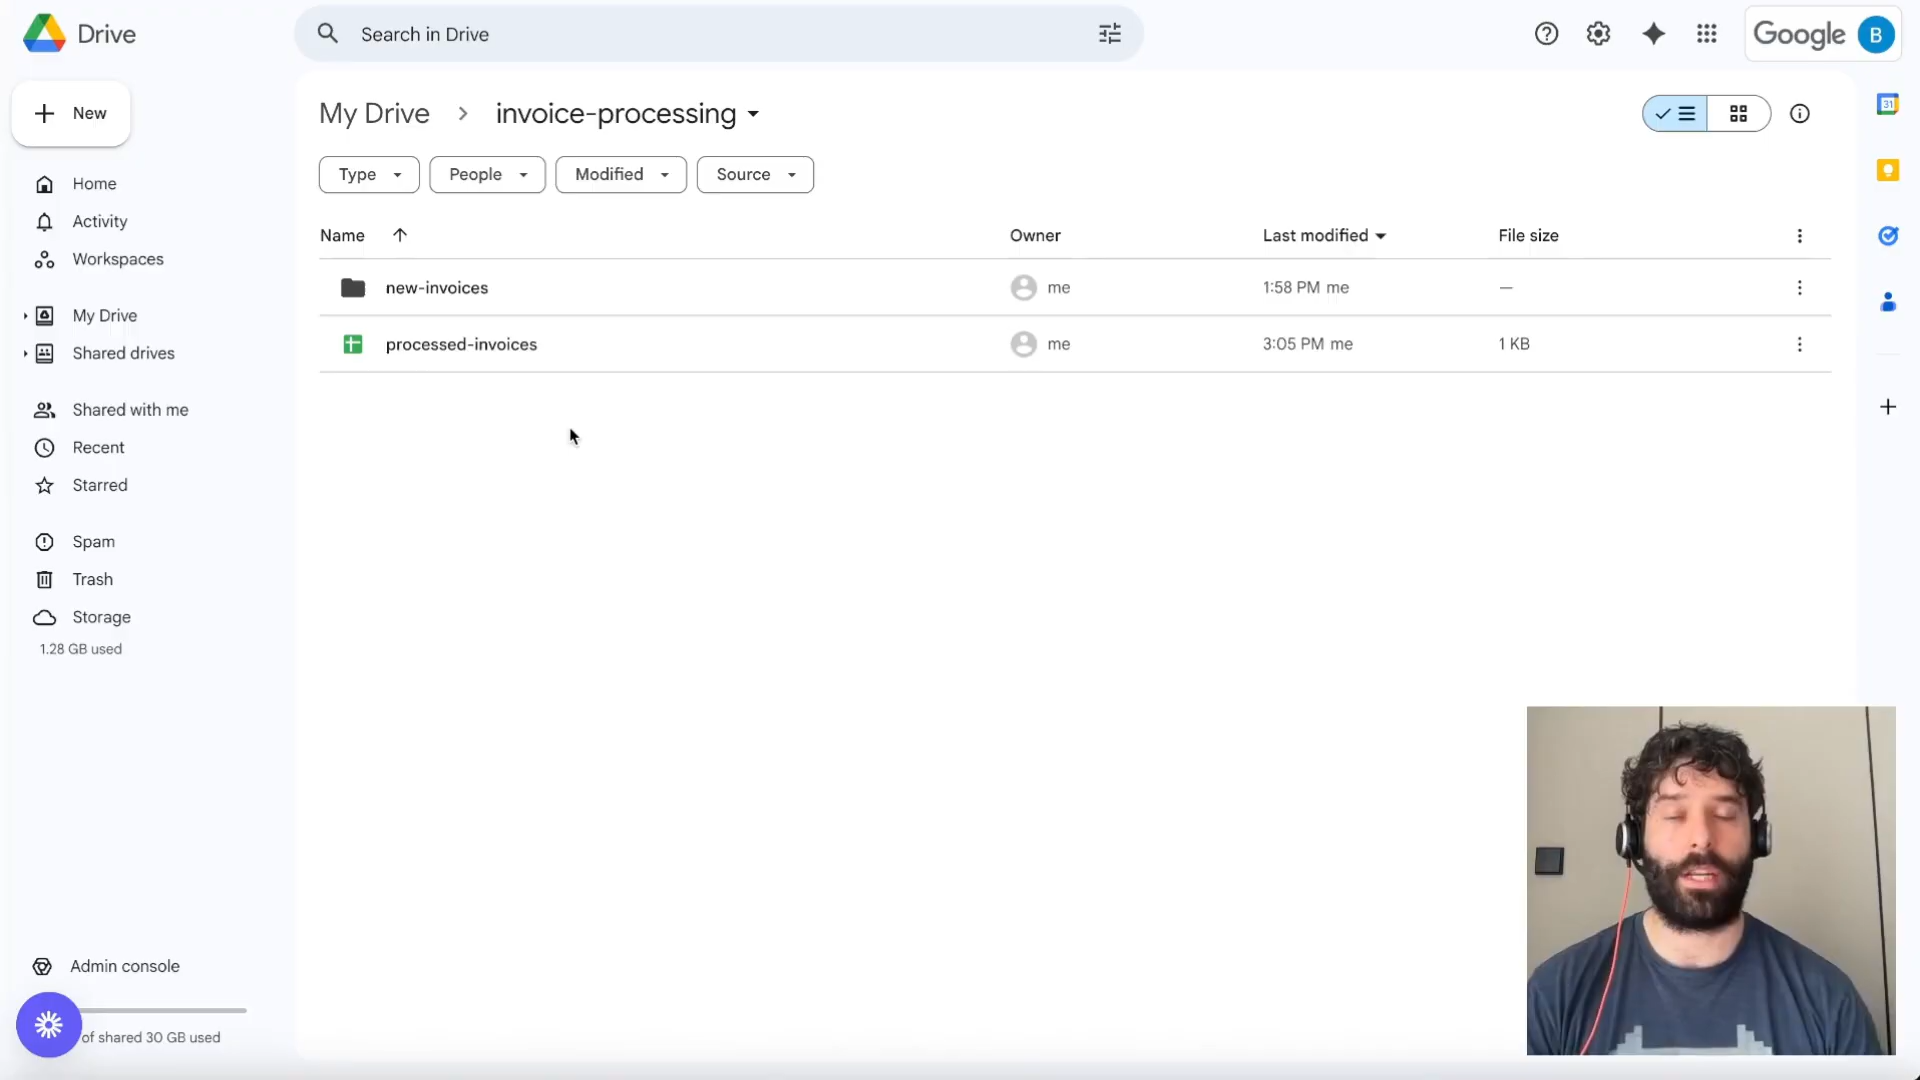 Drive
Search in Drive
Google B
New
My Drive > invoice-processing
31
Type
People
Modified
Source
Home
Activity
Workspaces
Name
Owner
Last modified
File size
new-invoices
me
1:58 PM me
—
My Drive
processed-invoices
me
3:05 PM me
1 KB
Shared drives
Shared with me
Recent
Starred
Spam
Trash
Storage
1.28 GB used
Admin console
of shared 30 GB used